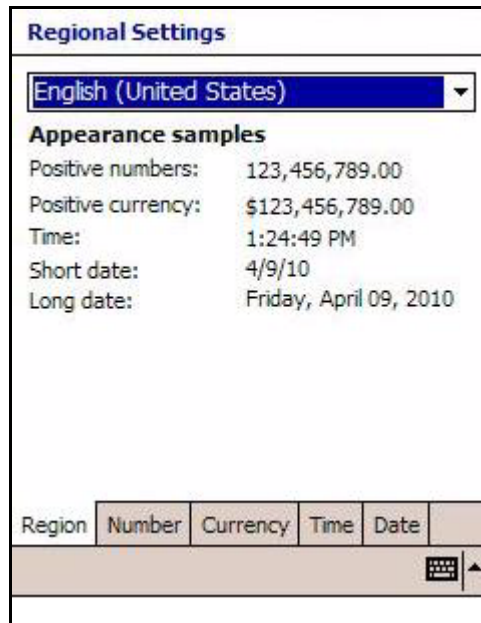 Regional Settings
English (United States)
Appearance samples
Positive numbers: 123,456,789.00
Positive currency: $123,456,789.00
Time: 1:24:49 PM
Short date: 4/9/10
Long date: Friday, April 09, 2010
Region Number Currency Time Date